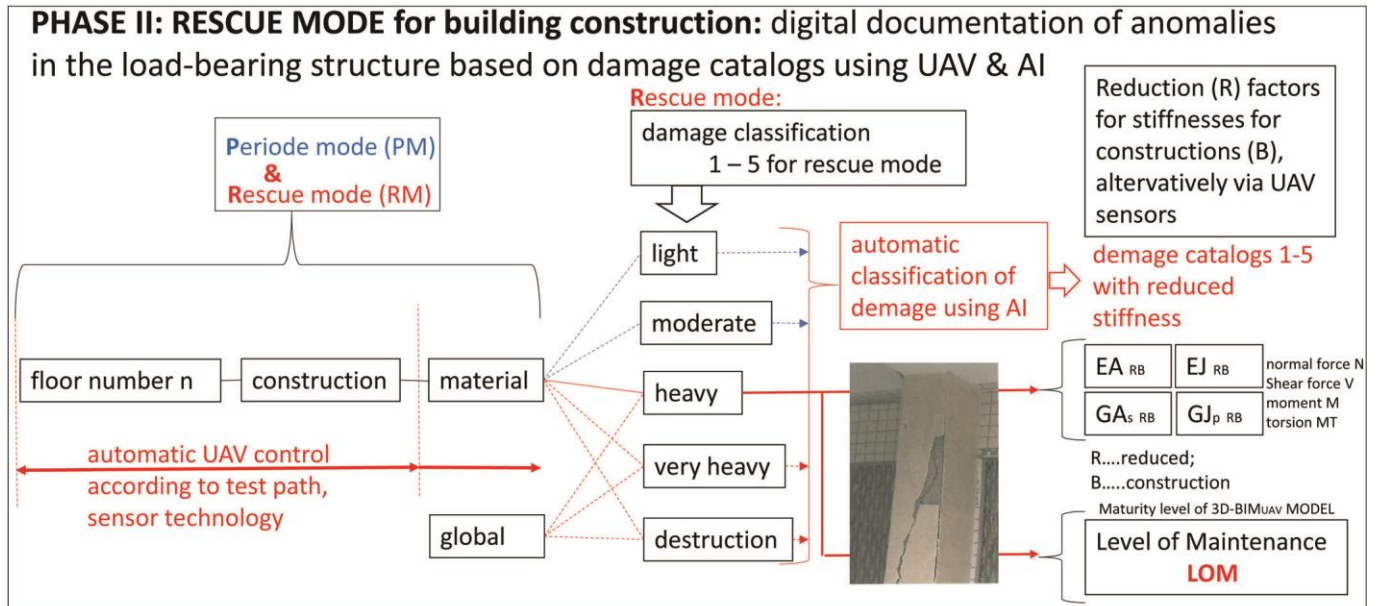 PHASE II: RESCUE MODE for building construction: digital documentation of anomalies
in the load-bearing structure based on damage catalogs using UAV & AI
Periode mode (PM)
&
Rescue mode (RM)
Rescue mode:
damage classification
1 – 5 for rescue mode
Reduction (R) factors
for stiffnesses for
constructions (B),
altervatively via UAV
sensors
light
moderate
heavy
very heavy
destruction
automatic
classification of
demage using AI
demage catalogs 1-5
with reduced
stiffness
floor number n
construction
material
global
automatic UAV control
according to test path,
sensor technology
EA RB
EJ RB
GAs RB
GJp RB
normal force N
Shear force V
moment M
torsion MT
R....reduced;
B.....construction
Maturity level of 3D-BIMUAV MODEL
Level of Maintenance
LOM